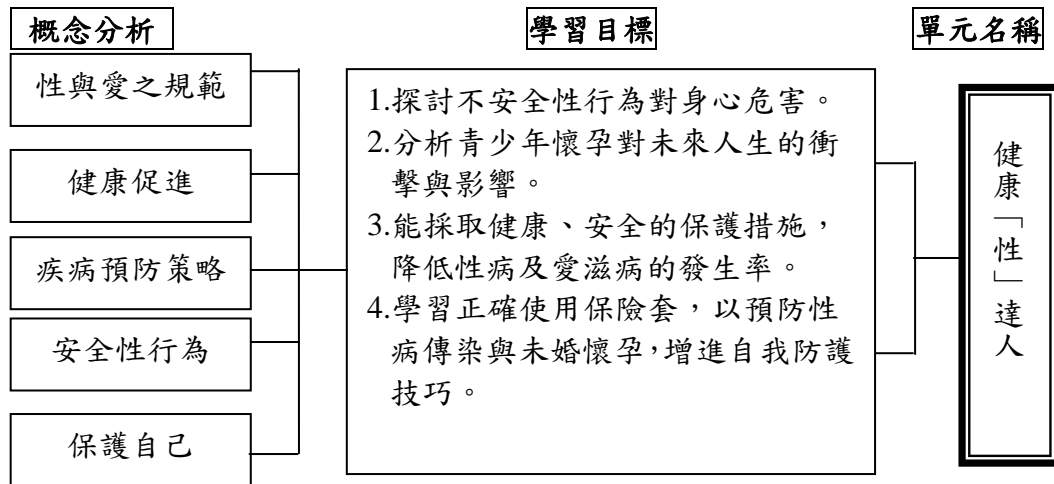 概念分析
學習目標
單元名稱
性與愛之規範
健康促進
疾病預防策略
安全性行為
保護自己
1.探討不安全性行為對身心危害。
2.分析青少年懷孕對未來人生的衝
擊與影響。
3.能採取健康、安全的保護措施，
降低性病及愛滋病的發生率。
4.學習正確使用保險套，以預防性
病傳染與未婚懷孕，增進自我防護
技巧。
健康「性」達人